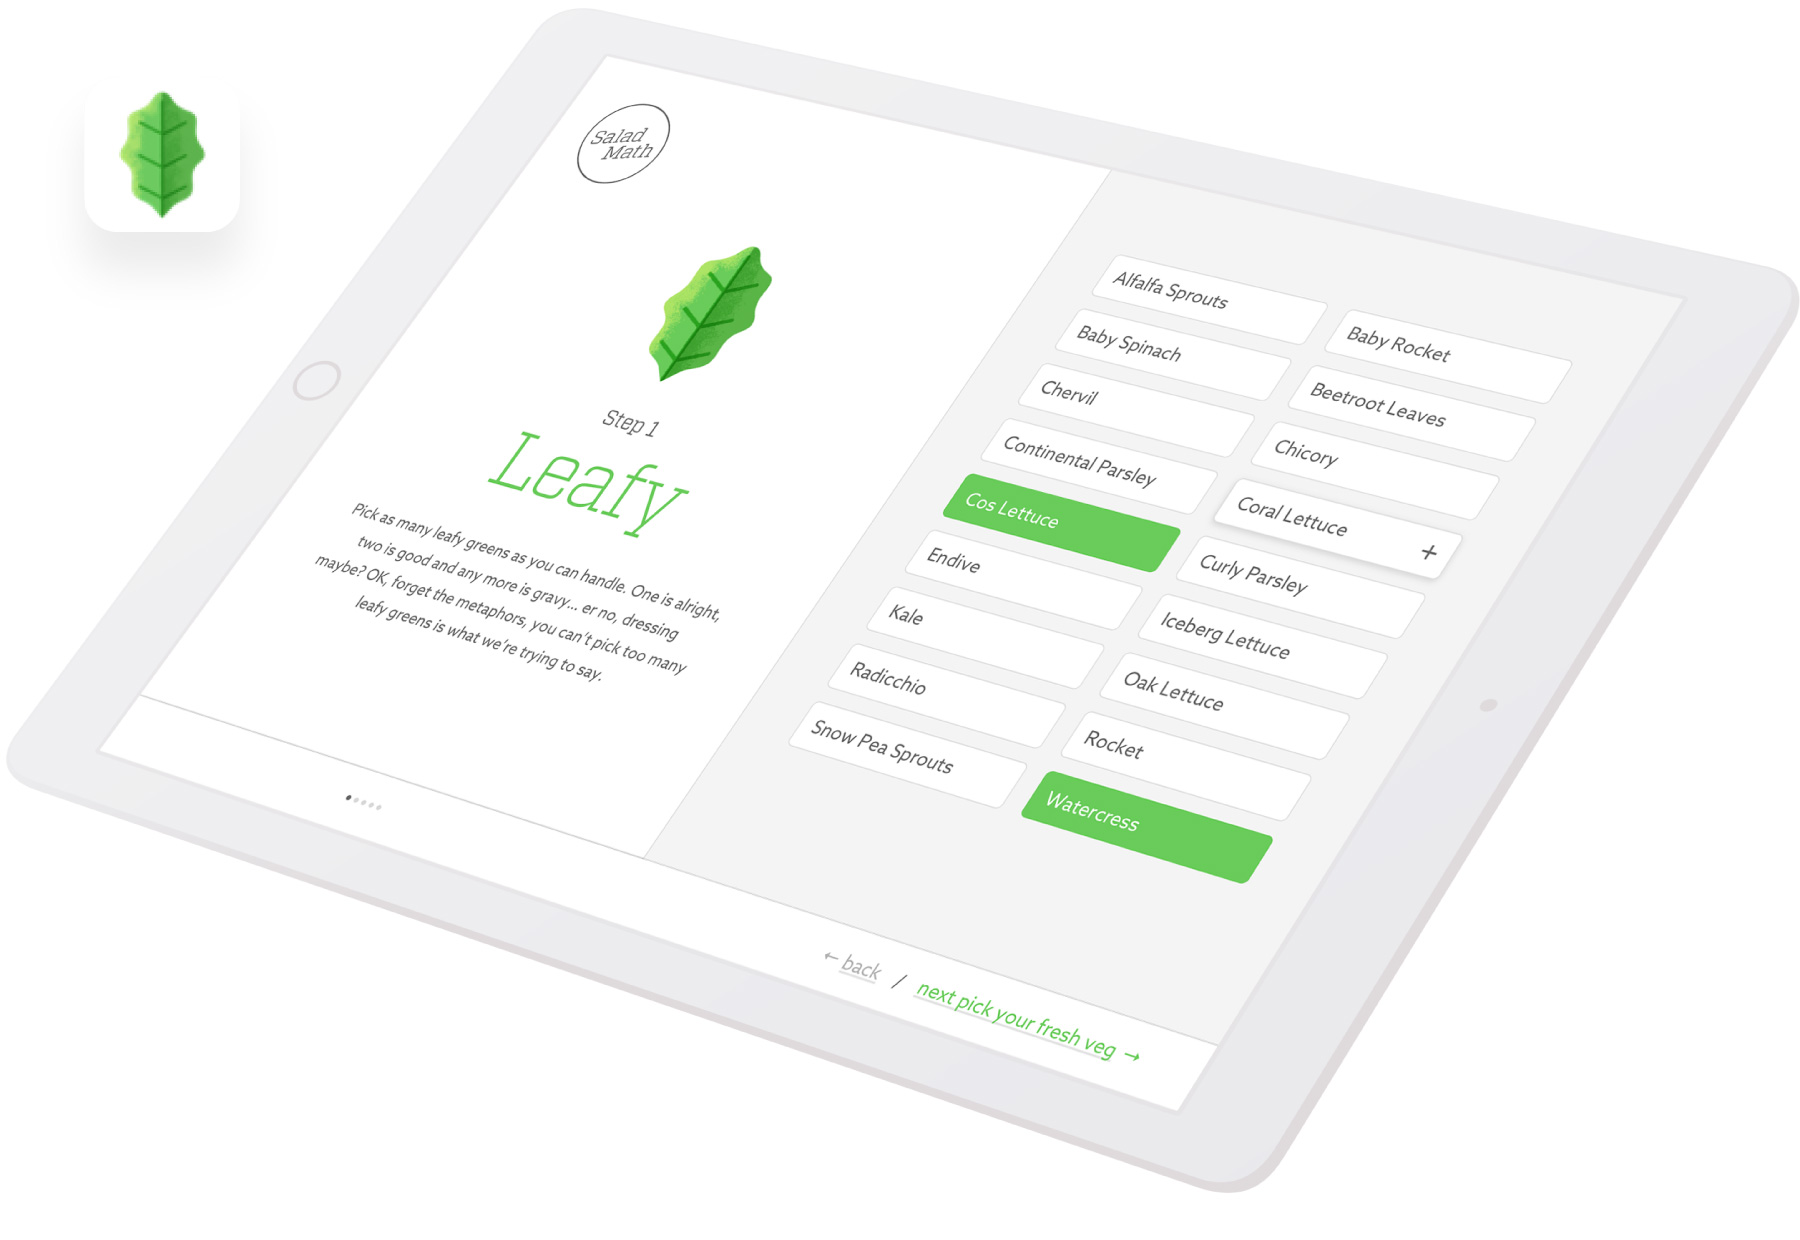 Salad
Math
Step 1
Leafy
Pick as many leafy greens as you can handle. One is alright,
two is good and any more is gravy... er no, dressing
maybe? OK, forget the metaphors, you can't pick too many
leafy greens is what we're trying to say.
Alfalfa Sprouts
Baby Rocket
Baby Spinach
Beetroot Leaves
Chervil
Chicory
Continental Parsley
Coral Lettuce +
Cos Lettuce
Curly Parsley
Endive
Iceberg Lettuce
Kale
Oak Lettuce
Radicchio
Rocket
Snow Pea Sprouts
Watercress
← back / next pick your fresh veg →